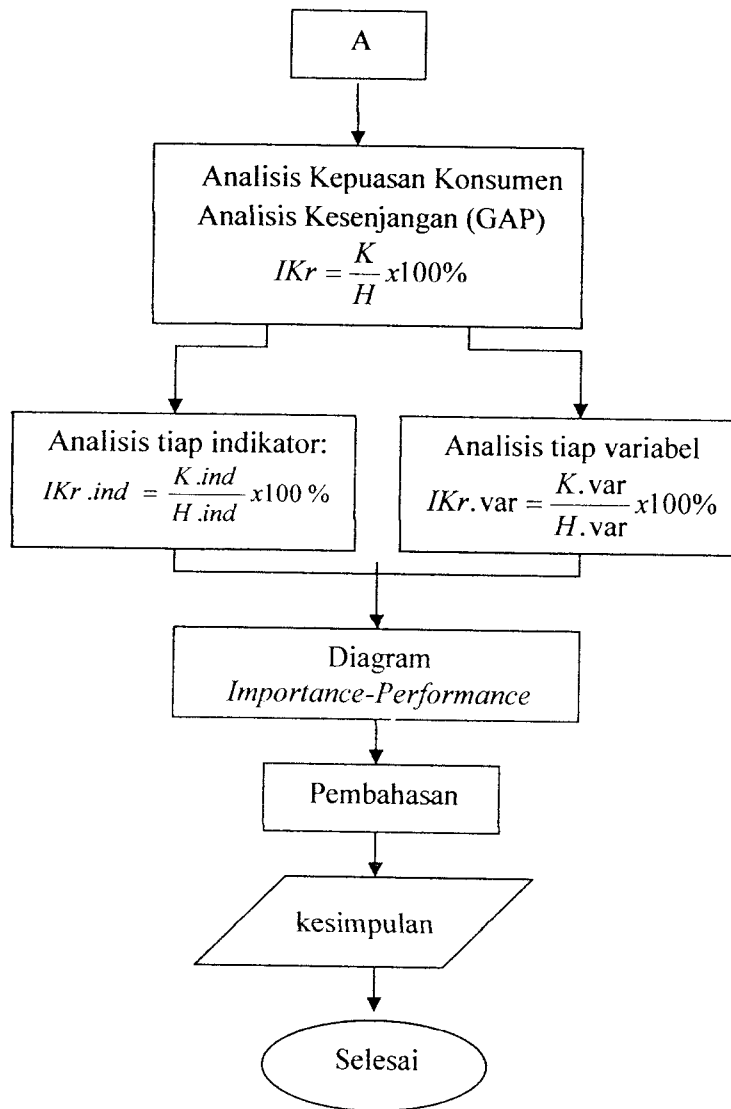 A
Analisis Kepuasan Konsumen
Analisis Kesenjangan (GAP)
IKr = K/H x100%
Analisis tiap indikator:
IKr .ind = K .ind/H .ind x100 %
Analisis tiap variabel
IKr. var = K. var/H. var x100%
Diagram
Importance-Performance
Pembahasan
kesimpulan
Selesai